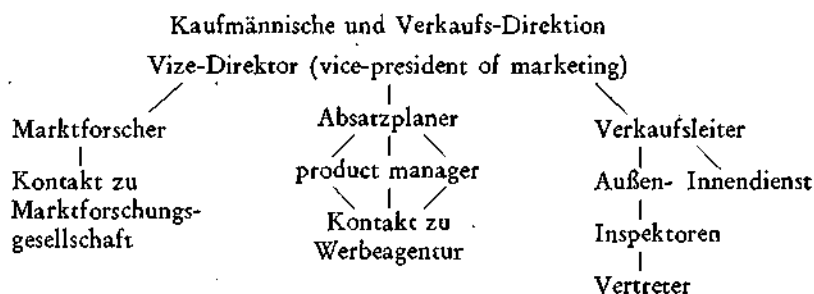 Kaufmännische und Verkaufs-Direktion
Vize-Direktor (vice-president of marketing)
Marktforscher
Kontakt zu
Marktforschungs-
gesellschaft
Absatzplaner
product manager
Kontakt zu
Werbeagentur
Verkaufsleiter
Außen- Innendienst
Inspektoren
Vertreter